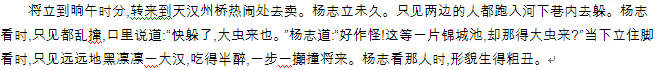 将立到晌午时分,转来到天汉州桥热闹处去卖。杨志立未久。只见两边的人都跑入河下巷内去躲。杨志
看时,只见都乱撞,口里说道:“快躲了,大虫来也。”杨志道:“好作怪!这等一片锦城池,却那得大虫来?”当下立住脚
看时,只见远远地黑凛凛一大汉,吃得半醉,一步一攧撞将来。杨志看那人时,形貌生得粗丑。